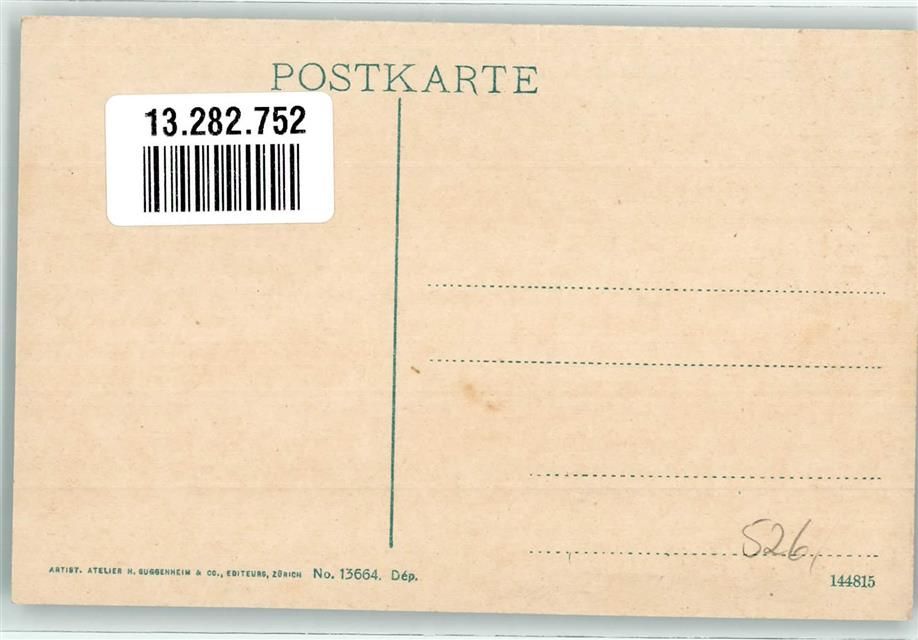 POSTKARTE
13.282.752
526,
ARTIST. ATELIER H. GUGGENHEIM & CO., EDITEURS, ZÜRICH No. 13664. Dép.
144815